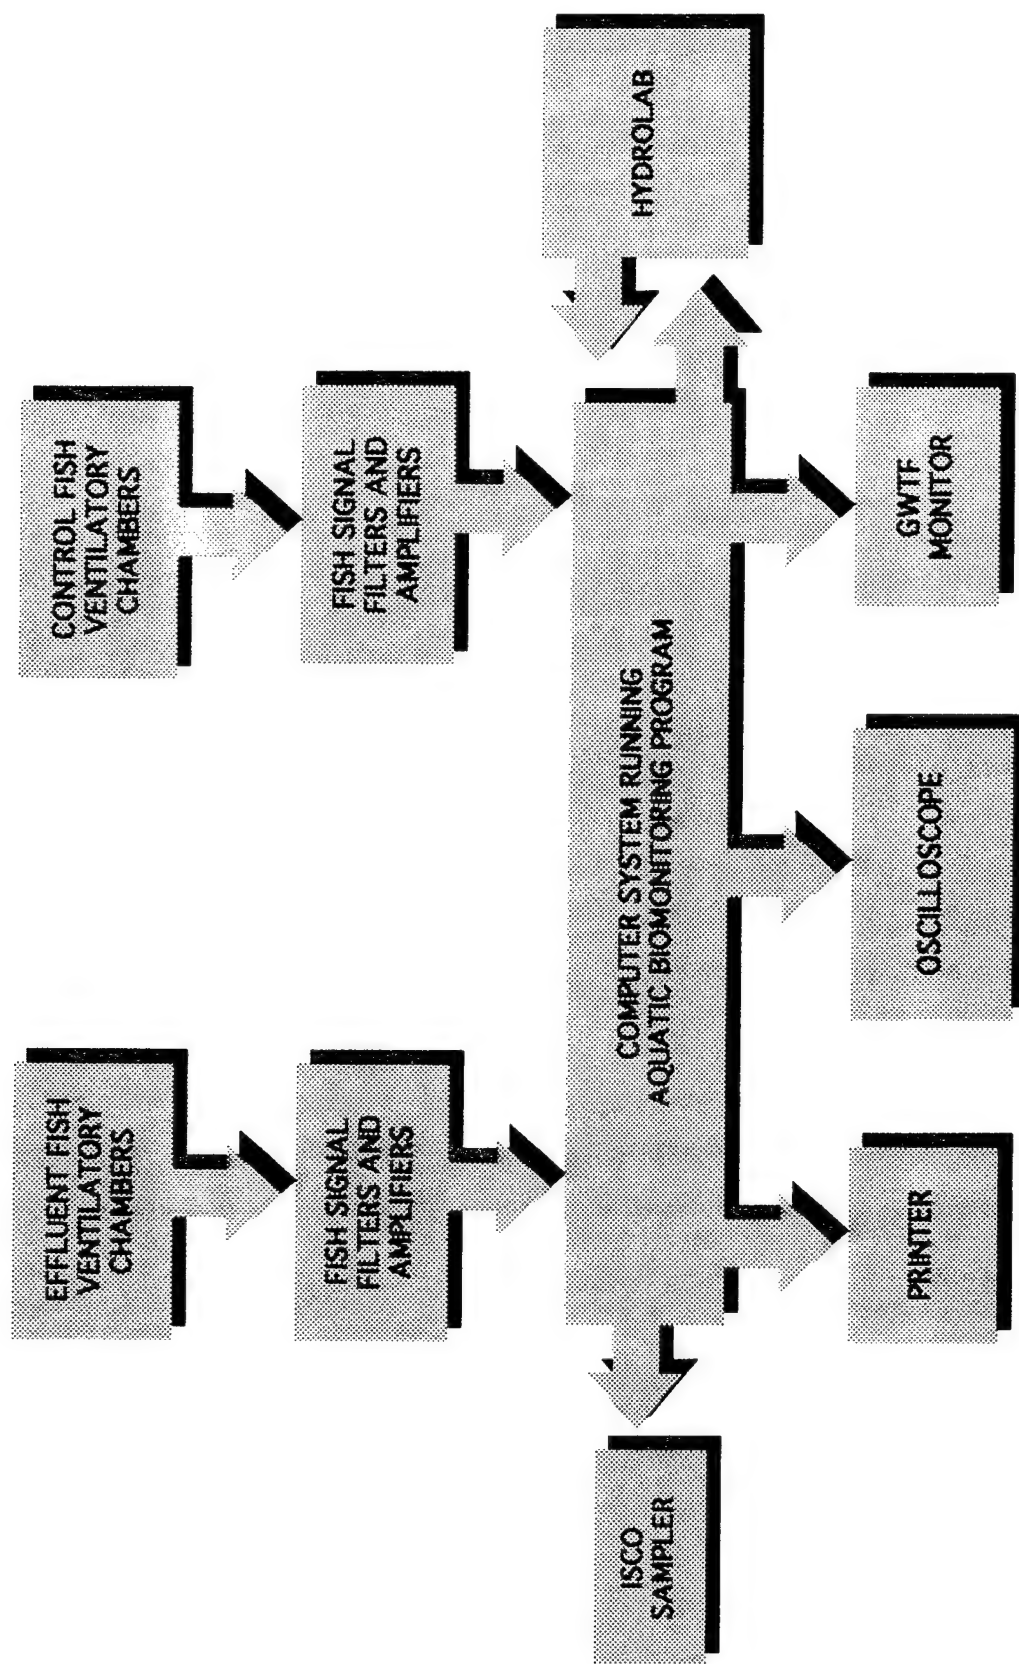 EFFLUENT FISH
VENTILATORY
CHAMBERS
CONTROL FISH
VENTILATORY
CHAMBERS
FISH SIGNAL
FILTERS AND
AMPLIFIERS
FISH SIGNAL
FILTERS AND
AMPLIFIERS
ISCO
SAMPLER
COMPUTER SYSTEM RUNNING
AQUATIC BIOMONITORING PROGRAM
HYDROLAB
PRINTER
OSCILLOSCOPE
GWTF
MONITOR